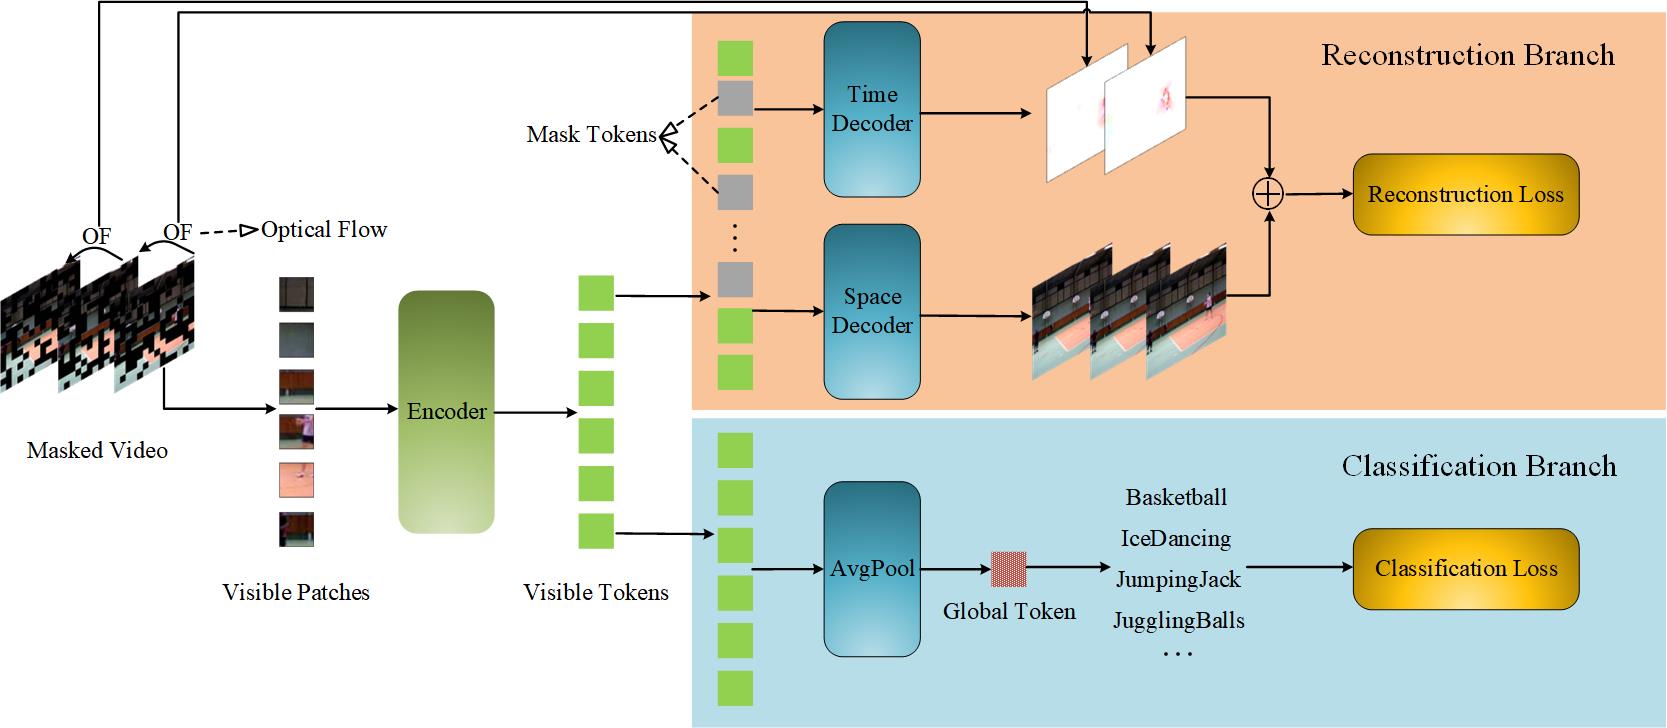 Reconstruction Branch
Time
Decoder
Mask Tokens
Reconstruction Loss
OF
OF
Optical Flow
Space
Decoder
Encoder
Masked Video
Classification Branch
Basketball
IceDancing
AvgPool
JumpingJack
Classification Loss
Visible Patches
Visible Tokens
Global Token
JugglingBalls
...